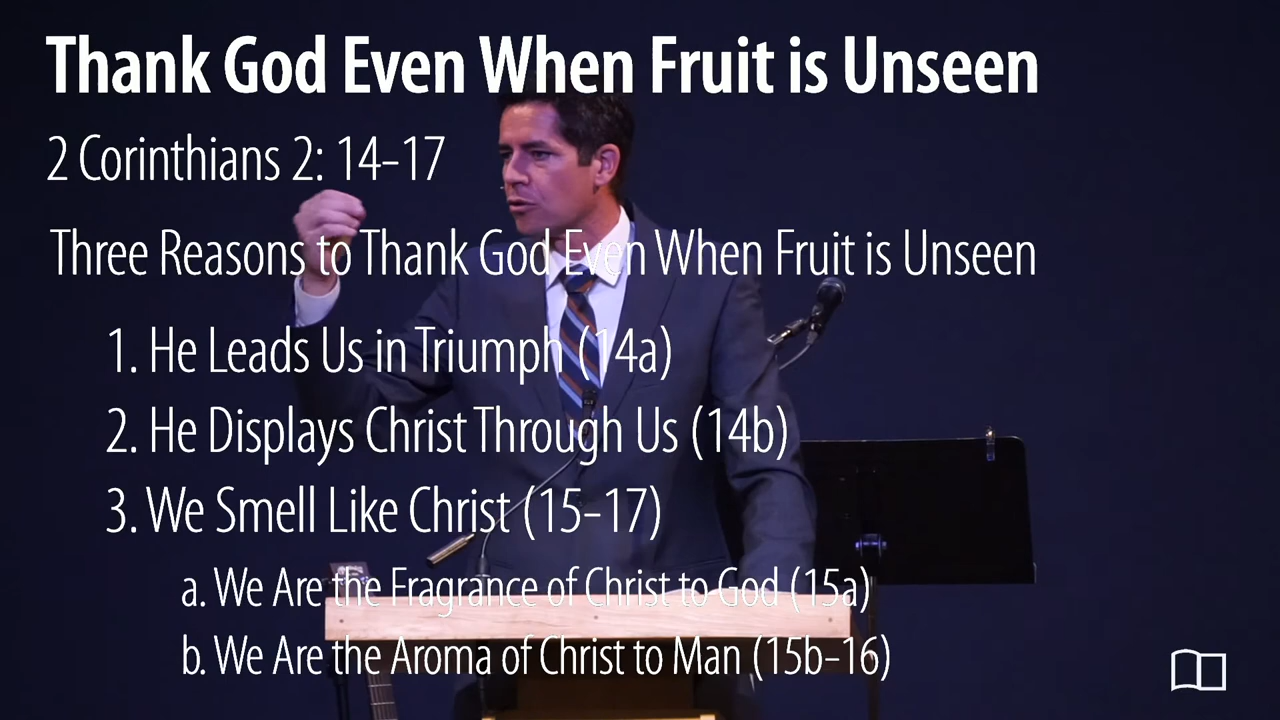 Thank God Even When Fruit is Unseen
2 Corinthians 2: 14-17
Three Reasons to Thank God Even When Fruit is Unseen
1. He Leads Us in Triumph (14a)
2. He Displays Christ Through Us (14b)
3. We Smell Like Christ (15-17)
a. We Are the Fragrance of Christ to God (15a)
b. We Are the Aroma of Christ to Man (15b-16)